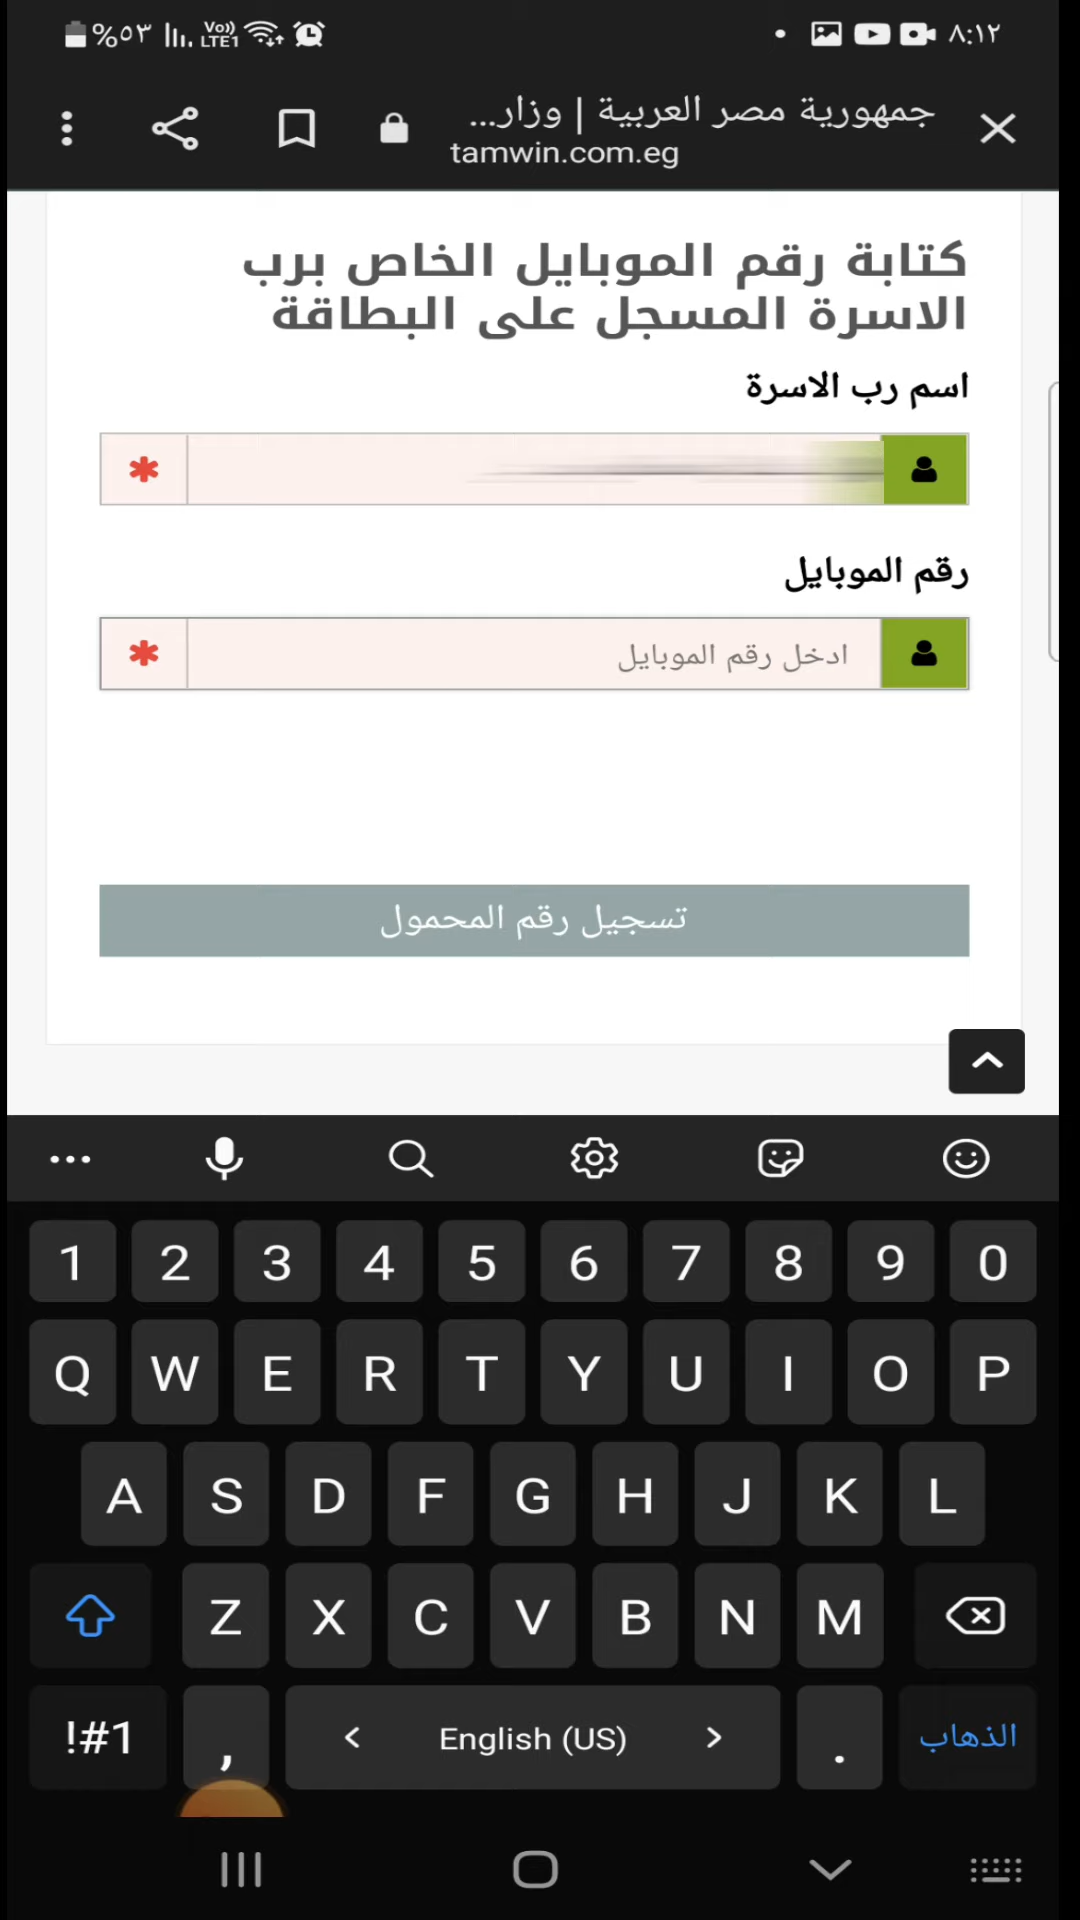 %٥٣ Vo)) LTE1 ٨:١٢
جمهورية مصر العربية | وزار...
tamwin.com.eg
كتابة رقم الموبايل الخاص برب
الاسرة المسجل على البطاقة
اسم رب الاسرة
*
رقم الموبايل
ادخل رقم الموبايل
*
تسجيل رقم المحمول
1 2 3 4 5 6 7 8 9 0
Q W E R T Y U I O P
A S D F G H J K L
Z X C V B N M
!#1 , < English (US) > . الذهاب